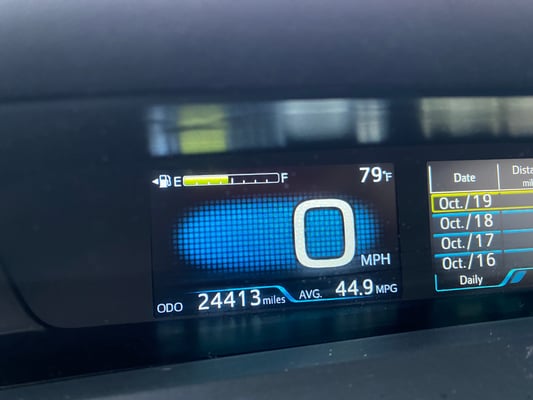 E F 79°F
0
MPH
ODO 24413 miles AVG. 44.9 MPG
Date
Oct./19
Oct./18
Oct./17
Oct./16
Daily